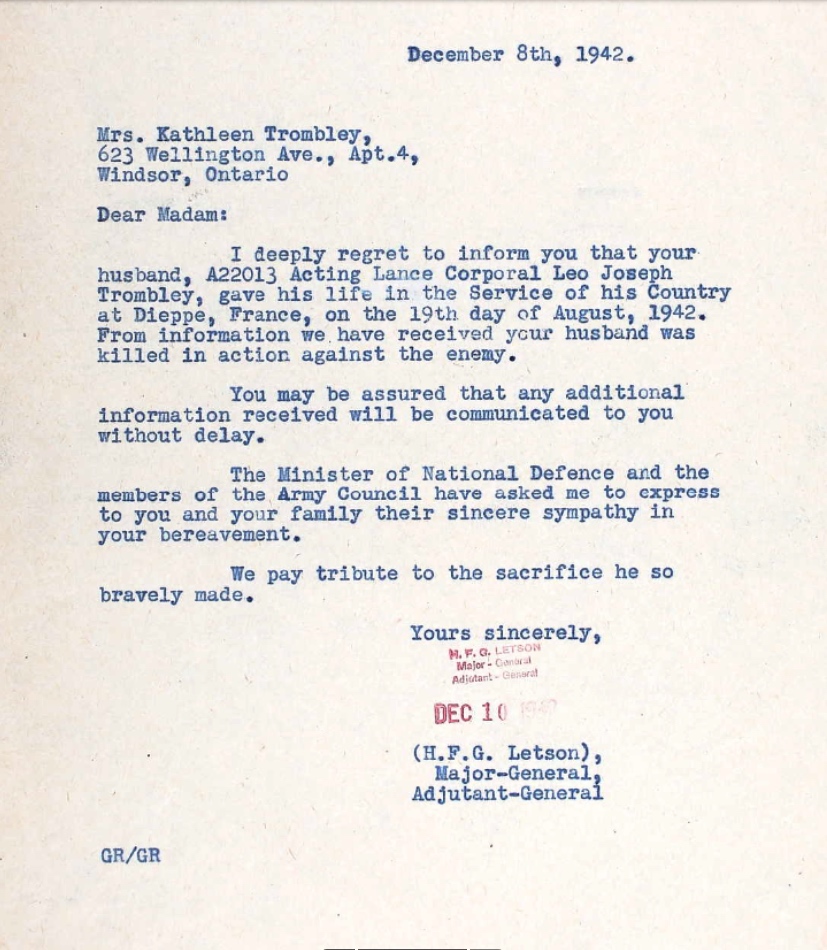 December 8th, 1942.
Mrs. Kathleen Trombley,
623 Wellington Ave., Apt.4,
Windsor, Ontario
Dear Madam:
I deeply regret to inform you that your
husband, A22013 Acting Lance Corporal Leo Joseph
Trombley, gave his life in the Service of his Country
at Dieppe, France, on the 19th day of August, 1942.
From information we have received your husband was
killed in action against the enemy.
You may be assured that any additional
information received will be communicated to you
without delay.
The Minister of National Defence and the
members of the Army Council have asked me to express
to you and your family their sincere sympathy in
your bereavement.
We pay tribute to the sacrifice he so
bravely made.
Yours sincerely,
H. F. G. LETSON
Major - General
Adjutant - General
DEC 10 1942
(H.F.G. Letson),
Major-General,
Adjutant-General
GR/GR